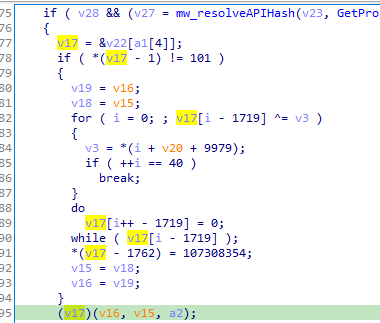 75 if ( v28 && (v27 = mw_resolveAPIHash(v23, GetPro
76 {
77 v17 = &v22[a1[4]];
78 if ( *(v17 - 1) != 101 )
79 {
80 v19 = v16;
81 v18 = v15;
82 for ( i = 0; ; v17[i - 1719] ^= v3 )
83 {
84 v3 = *(i + v20 + 9979);
85 if ( ++i == 40 )
86 break;
87 }
88 do
89 v17[i++ - 1719] = 0;
90 while ( v17[i - 1719] );
91 *(v17 - 1762) = 107308354;
92 v15 = v18;
93 v16 = v19;
94 }
95 (v17)(v16, v15, a2);